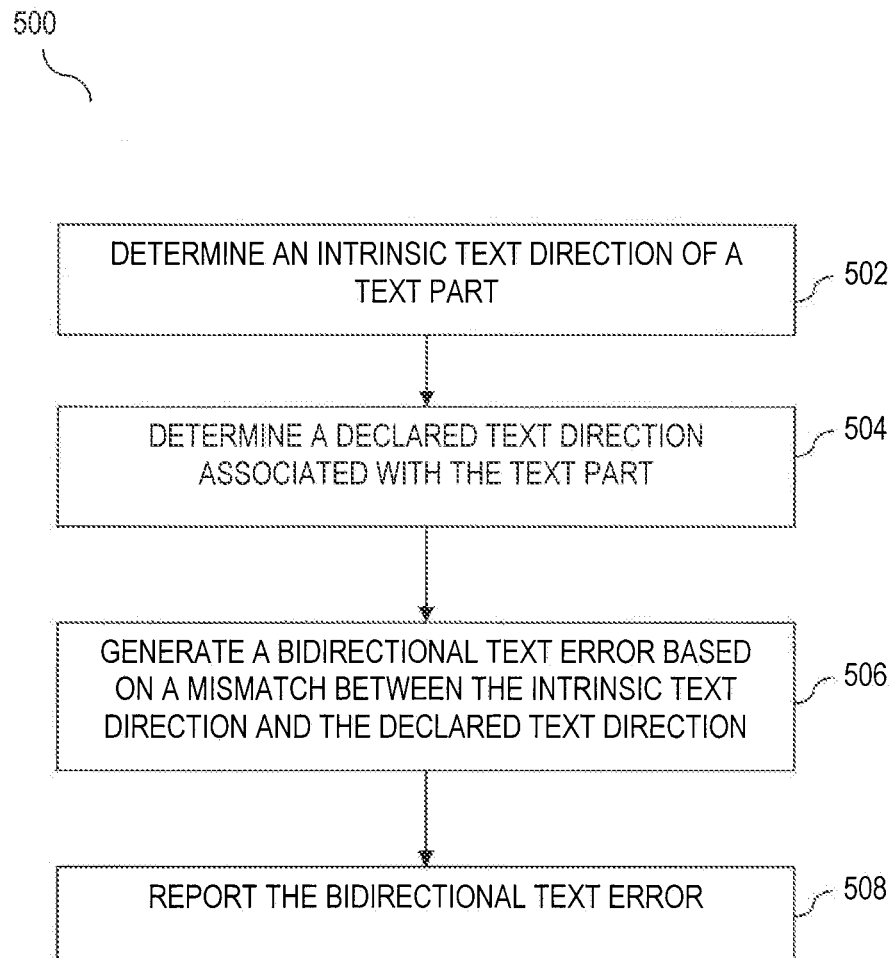 500
DETERMINE AN INTRINSIC TEXT DIRECTION OF A
TEXT PART
502
DETERMINE A DECLARED TEXT DIRECTION
ASSOCIATED WITH THE TEXT PART
504
GENERATE A BIDIRECTIONAL TEXT ERROR BASED
ON A MISMATCH BETWEEN THE INTRINSIC TEXT
DIRECTION AND THE DECLARED TEXT DIRECTION
506
REPORT THE BIDIRECTIONAL TEXT ERROR
508